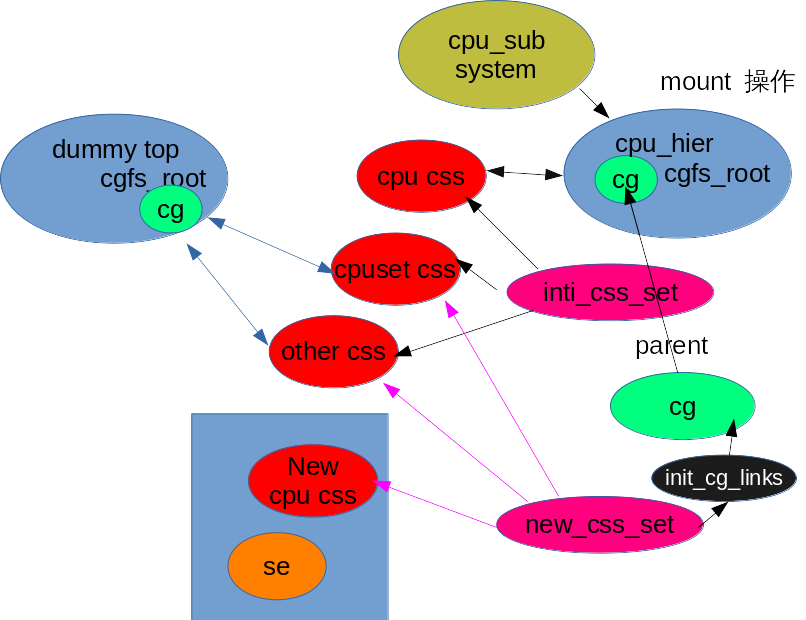 cpu_sub
system
mount 操作
dummy top
cgfs_root
cg
cpu_hier
cg
cgfs_root
cpu css
cpuset css
inti_css_set
other css
parent
cg
New
cpu css
init_cg_links
new_css_set
se